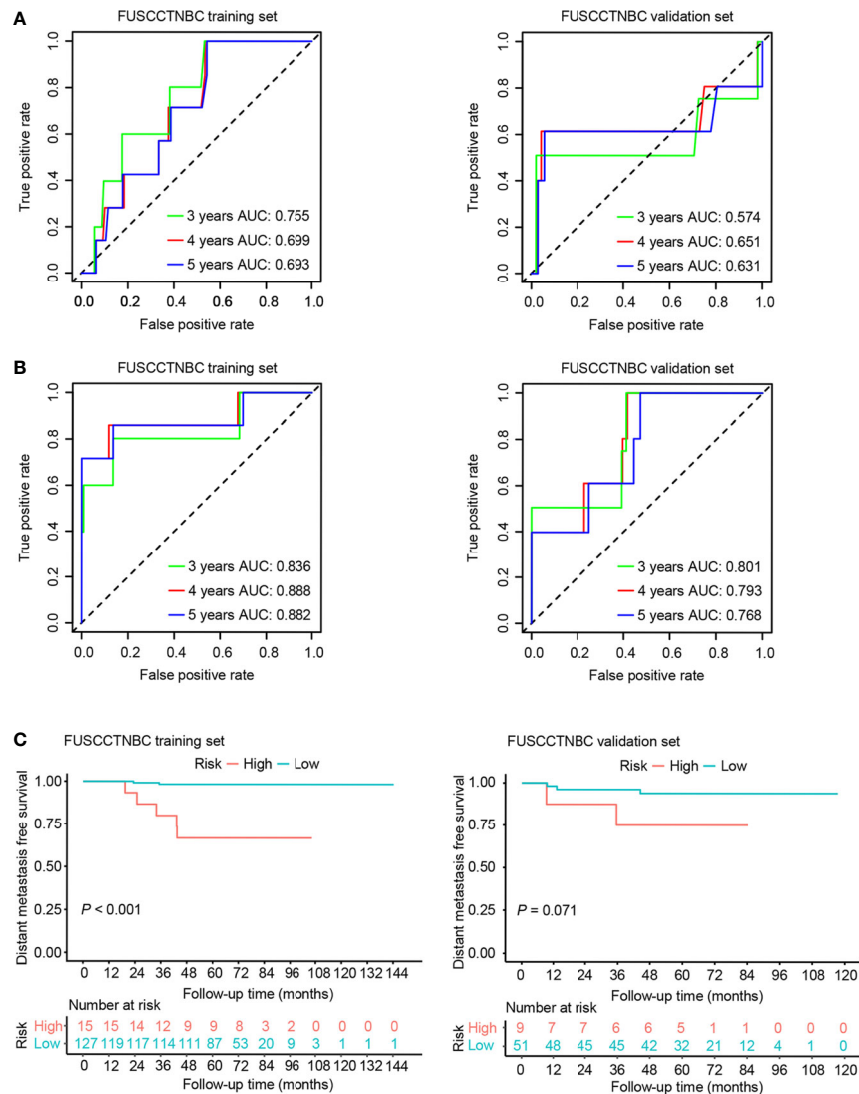 A
FUSCCTNBC training set
True positive rate
0.0 0.2 0.4 0.6 0.8 1.0
3 years AUC: 0.755
4 years AUC: 0.699
5 years AUC: 0.693
0.0 0.2 0.4 0.6 0.8 1.0
False positive rate
FUSCCTNBC validation set
True positive rate
0.0 0.2 0.4 0.6 0.8 1.0
3 years AUC: 0.574
4 years AUC: 0.651
5 years AUC: 0.631
0.0 0.2 0.4 0.6 0.8 1.0
False positive rate
B
FUSCCTNBC training set
True positive rate
0.0 0.2 0.4 0.6 0.8 1.0
3 years AUC: 0.836
4 years AUC: 0.888
5 years AUC: 0.882
0.0 0.2 0.4 0.6 0.8 1.0
False positive rate
FUSCCTNBC validation set
True positive rate
0.0 0.2 0.4 0.6 0.8 1.0
3 years AUC: 0.801
4 years AUC: 0.793
5 years AUC: 0.768
0.0 0.2 0.4 0.6 0.8 1.0
False positive rate
C
FUSCCTNBC training set
Risk High Low
Distant metastasis free survival
1.00
0.75
0.50
0.25
0.00
P < 0.001
0 12 24 36 48 60 72 84 96 108 120 132 144
Follow-up time (months)
Number at risk
Risk
High 15 15 14 12 9 9 8 3 2 0 0 0 0
Low 127 119 117 114 111 87 53 20 9 3 1 1 1
0 12 24 36 48 60 72 84 96 108 120 132 144
Follow-up time (months)
FUSCCTNBC validation set
Risk High Low
Distant metastasis free survival
1.00
0.75
0.50
0.25
0.00
P = 0.071
0 12 24 36 48 60 72 84 96 108 120
Follow-up time (months)
Number at risk
Risk
High 9 7 7 6 6 5 1 1 0 0 0
Low 51 48 45 45 42 32 21 12 4 1 0
0 12 24 36 48 60 72 84 96 108 120
Follow-up time (months)